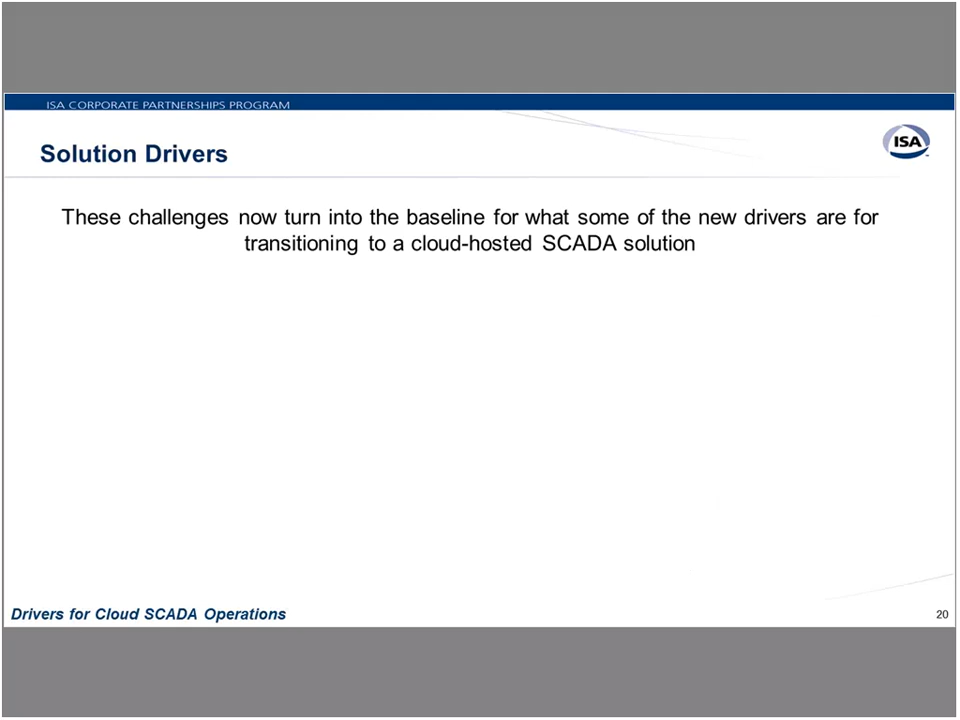 ISA CORPORATE PARTNERSHIPS PROGRAM
Solution Drivers
ISA
These challenges now turn into the baseline for what some of the new drivers are for
transitioning to a cloud-hosted SCADA solution
Drivers for Cloud SCADA Operations
20